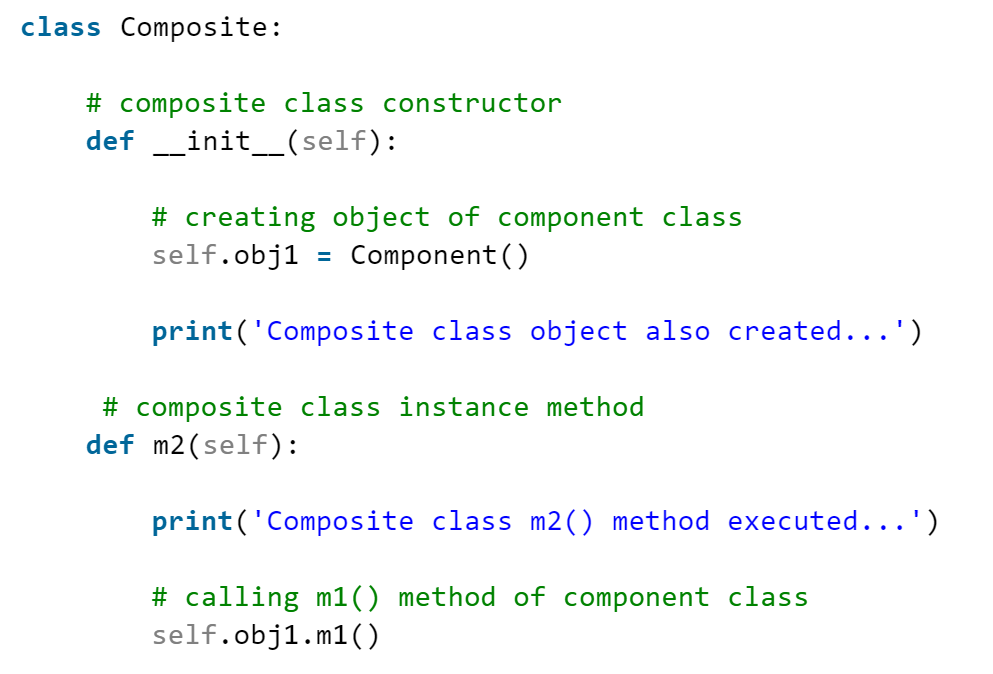 class Composite:
    # composite class constructor
    def __init__(self):
        # creating object of component class
        self.obj1 = Component()
        print('Composite class object also created...')
     # composite class instance method
    def m2(self):
        print('Composite class m2() method executed...')
        # calling m1() method of component class
        self.obj1.m1()